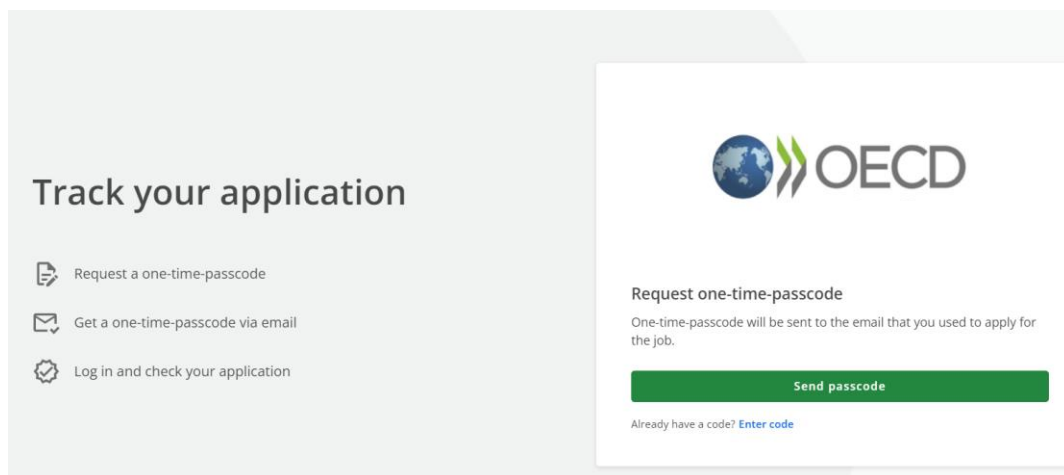 Track your application
Request a one-time-passcode
Get a one-time-passcode via email
Log in and check your application
OECD
Request one-time-passcode
One-time-passcode will be sent to the email that you used to apply for
the job.
Send passcode
Already have a code? Enter code